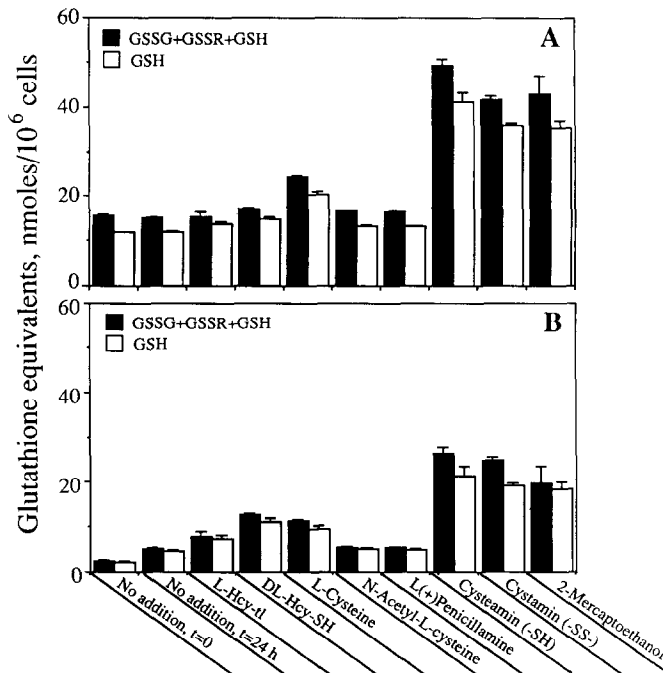 Glutathione equivalents, nmoles/10^6 cells
60
40
20
0
A
GSSG+GSSR+GSH
GSH
60
40
20
0
B
GSSG+GSSR+GSH
GSH
No addition, t=0
No addition, t=24 h
L-Hcy-tl
DL-Hcy-SH
L-Cysteine
N-Acetyl-L-cysteine
L(+)Penicillamine
Cysteamin (-SH)
Cystamin (-SS-)
2-Mercaptoethanol